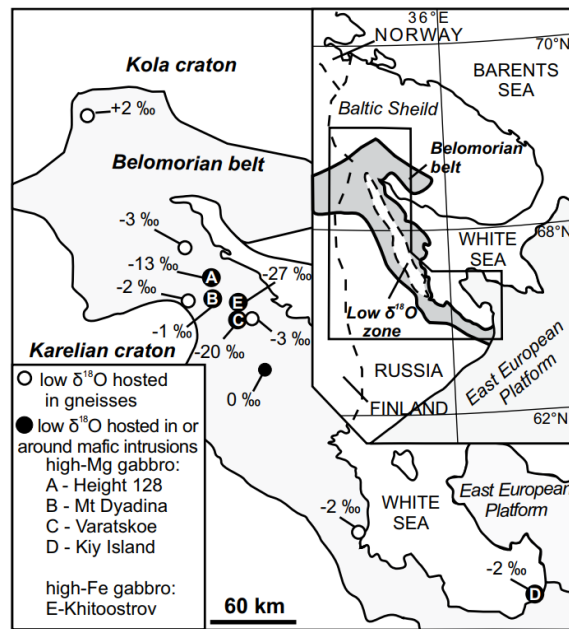 Kola craton
+2 ‰
Belomorian belt
-3 ‰
-13 ‰
A
-27 ‰
-2 ‰
B
E
C
-1 ‰
-3 ‰
-20 ‰
Karelian craton
0 ‰
-2 ‰
WHITE
SEA
East European
Platform
-2 ‰
D
36°E
NORWAY
70°N
BARENTS
SEA
Baltic Sheild
Belomorian
belt
68°N
WHITE
SEA
Low δ¹⁸O
zone
East European
Platform
RUSSIA
FINLAND
62°N
low δ¹⁸O hosted
in gneisses
low δ¹⁸O hosted in or
around mafic intrusions
high-Mg gabbro:
A - Height 128
B - Mt Dyadina
C - Varatskoe
D - Kiy Island
high-Fe gabbro:
E-Khitoostrov
60 km